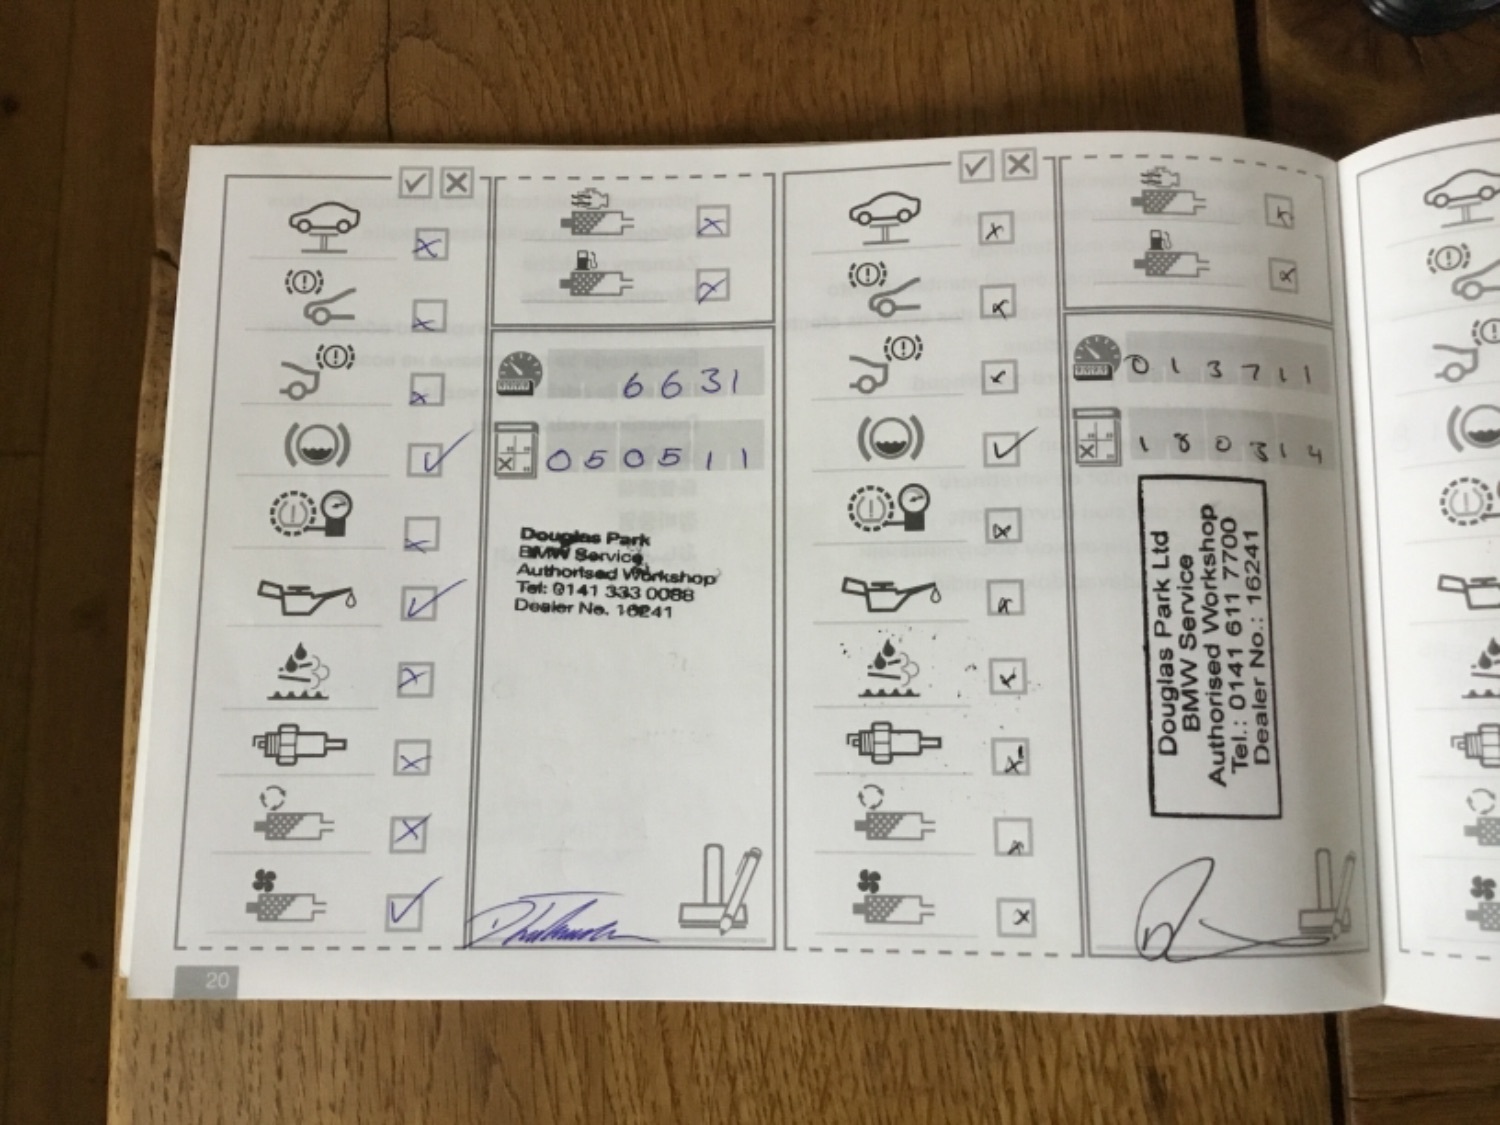 6631
050511
Douglas Park
BMW Service
Authorised Workshop
Tel: 0141 333 0088
Dealer No. 16241
013711
180314
Douglas Park Ltd
BMW Service
Authorised Workshop
Tel.: 0141 611 7700
Dealer No.: 16241
20